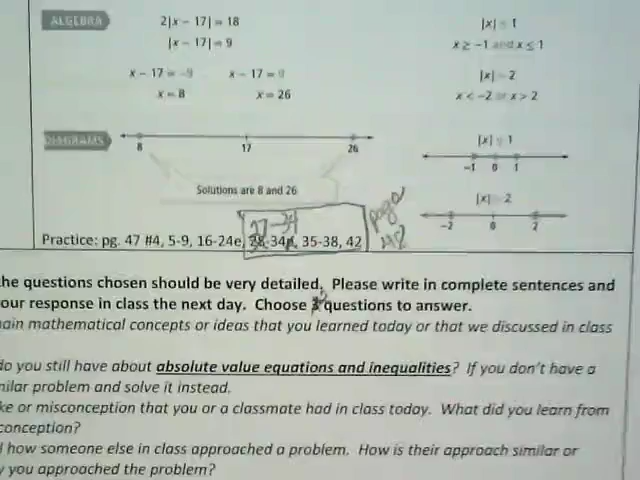 ALGEBRA
2|x − 17| = 18
|x − 17| = 9
x − 17 = −9    x − 17 = 9
x = 8    x = 26
|x| 1
x ≥ −1 and x ≤ 1
|x| 2
x < −2 or x > 2
DIAGRAMS
8 17 26
Solutions are 8 and 26
|x| 1
−1 0 1
|x| 2
−2 0 2
27-34
page 42
Practice: pg. 47 #4, 5-9, 16-24e, 34, 35-38, 42
the questions chosen should be very detailed. Please write in complete sentences and
our response in class the next day. Choose questions to answer.
ain mathematical concepts or ideas that you learned today or that we discussed in class
do you still have about absolute value equations and inequalities? If you don't have a
milar problem and solve it instead.
ke or misconception that you or a classmate had in class today. What did you learn from
conception?
how someone else in class approached a problem. How is their approach similar or
y you approached the problem?